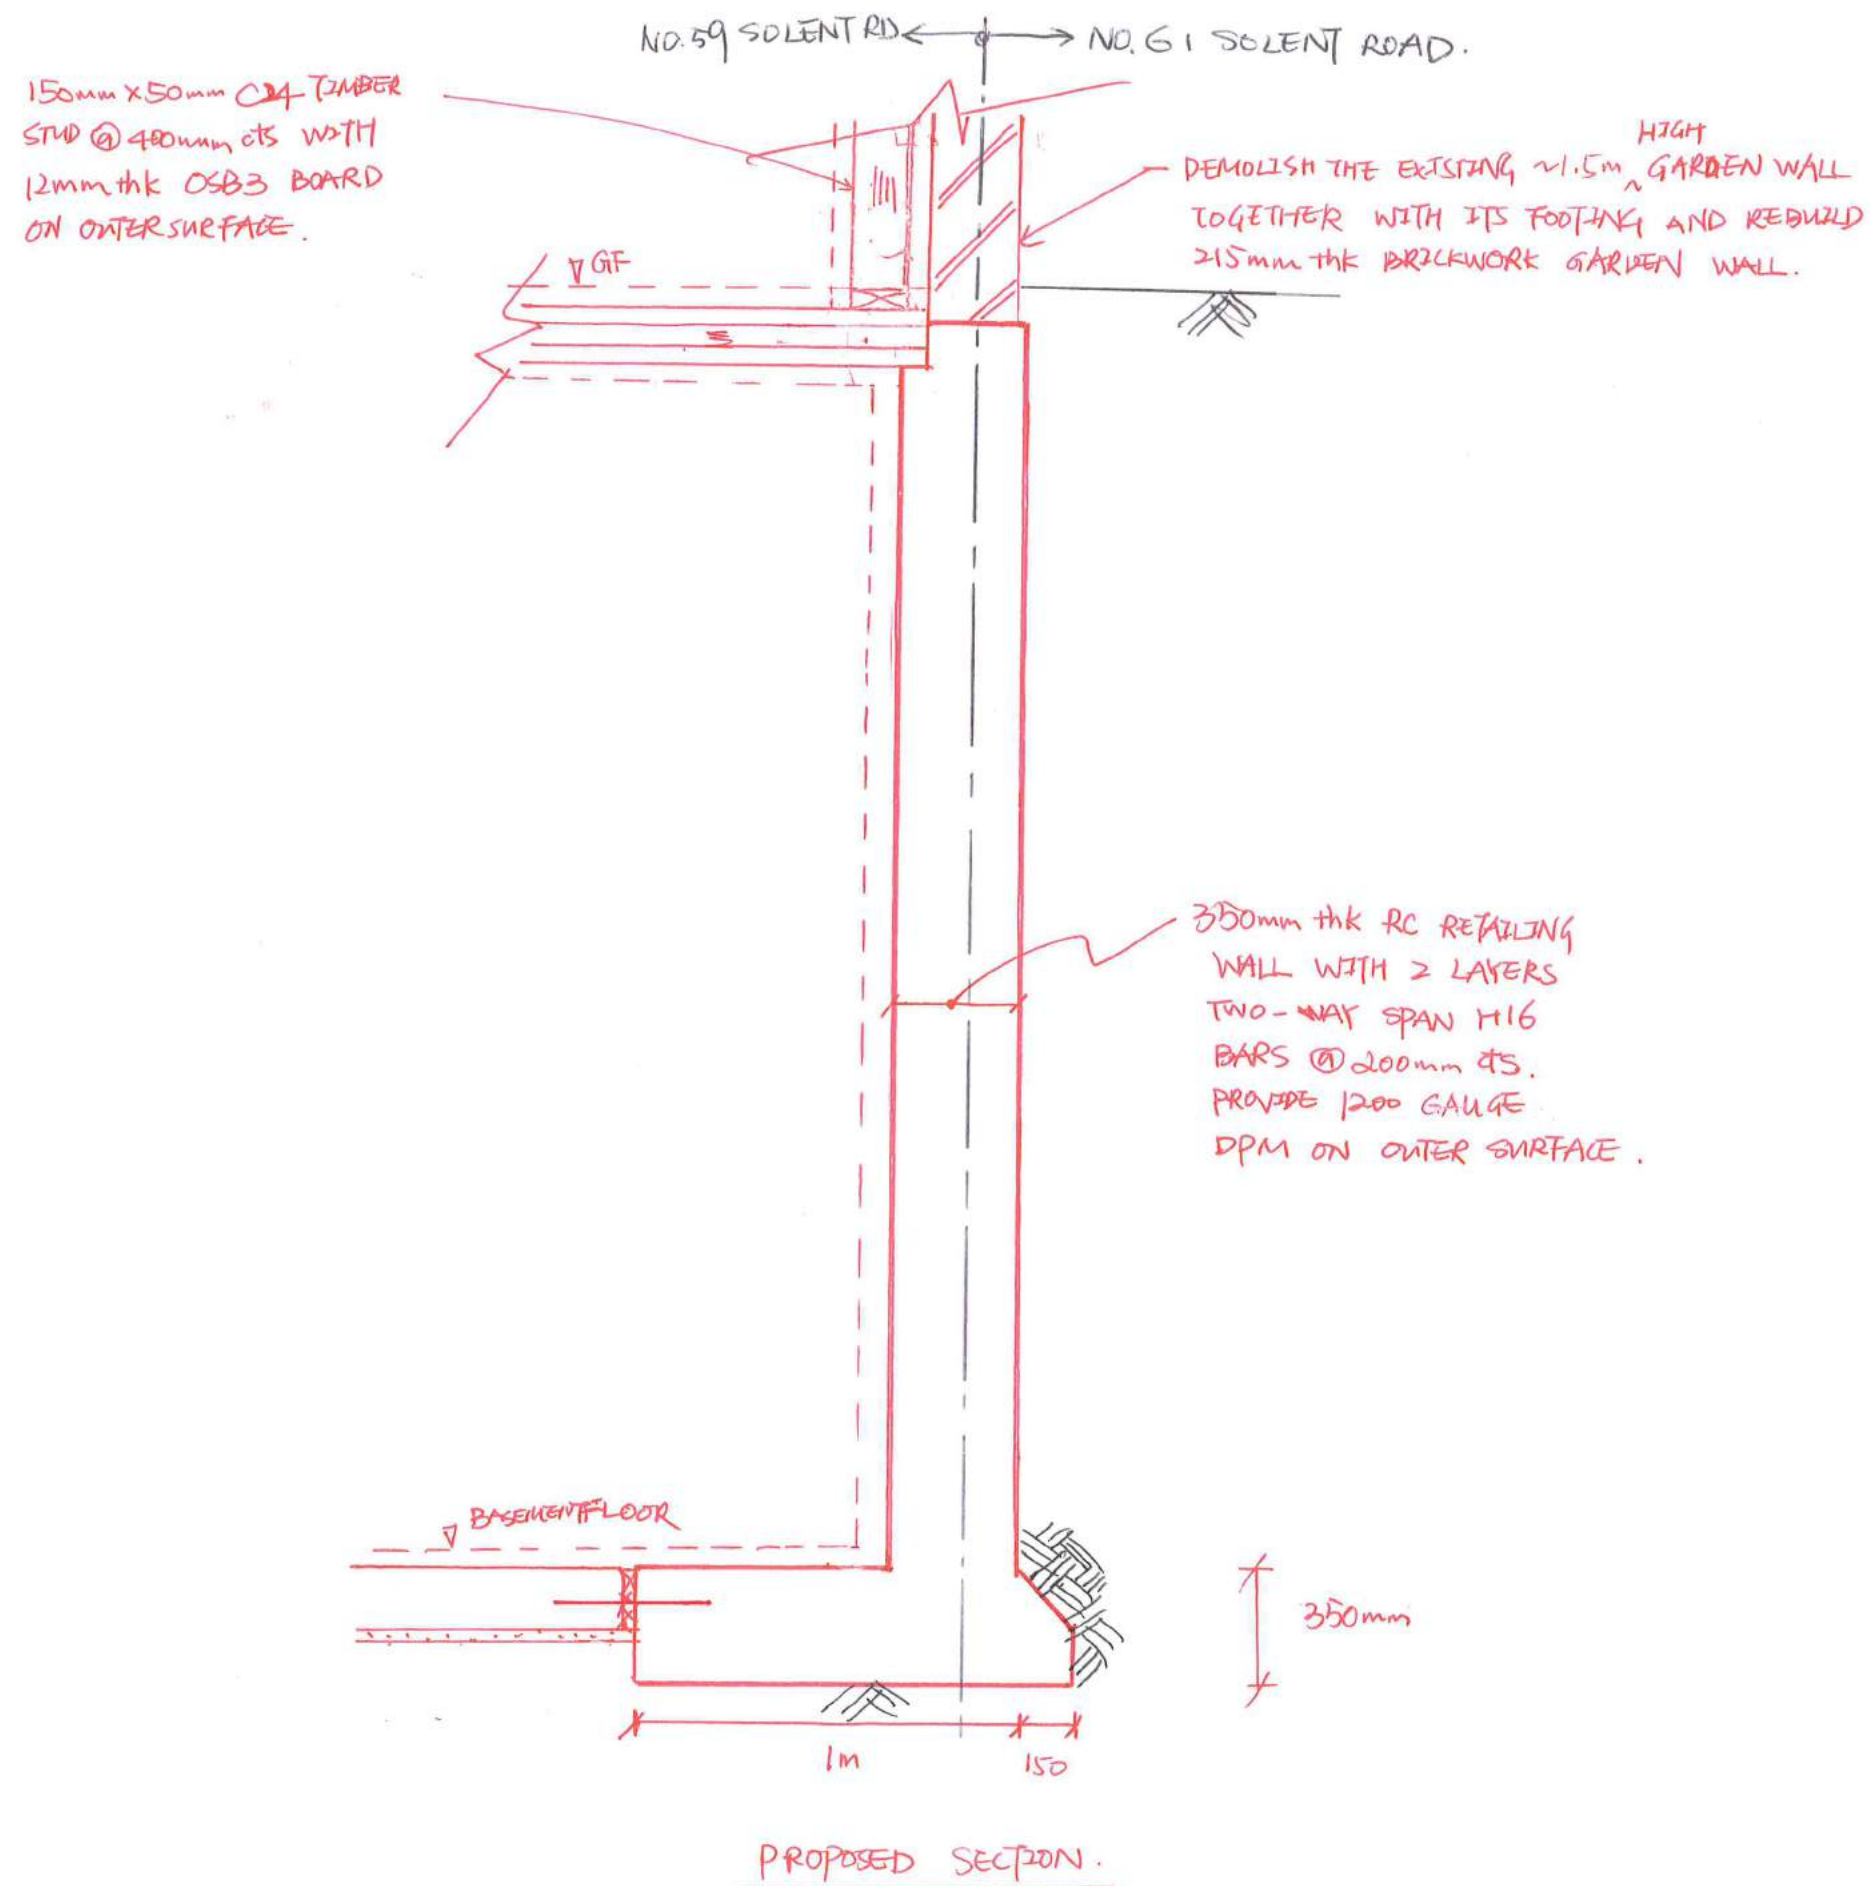 NO.59 SOLENT RD
NO. 61 SOLENT ROAD.
150mm x 50mm C24 TIMBER
STUD @ 400mm cts WITH
12mm thk OSB3 BOARD
ON OUTER SURFACE.
HIGH
DEMOLISH THE EXISTING ~1.5m ^ GARDEN WALL
TOGETHER WITH ITS FOOTING AND REBUILD
215mm thk BRICKWORK GARDEN WALL.
GF
350mm thk RC RETAILING
WALL WITH 2 LAYERS
TWO-WAY SPAN H16
BARS @ 200mm cts.
PROVIDE 1200 GAUGE
DPM ON OUTER SURFACE.
BASEMENT FLOOR
350mm
1m
150
PROPOSED SECTION.